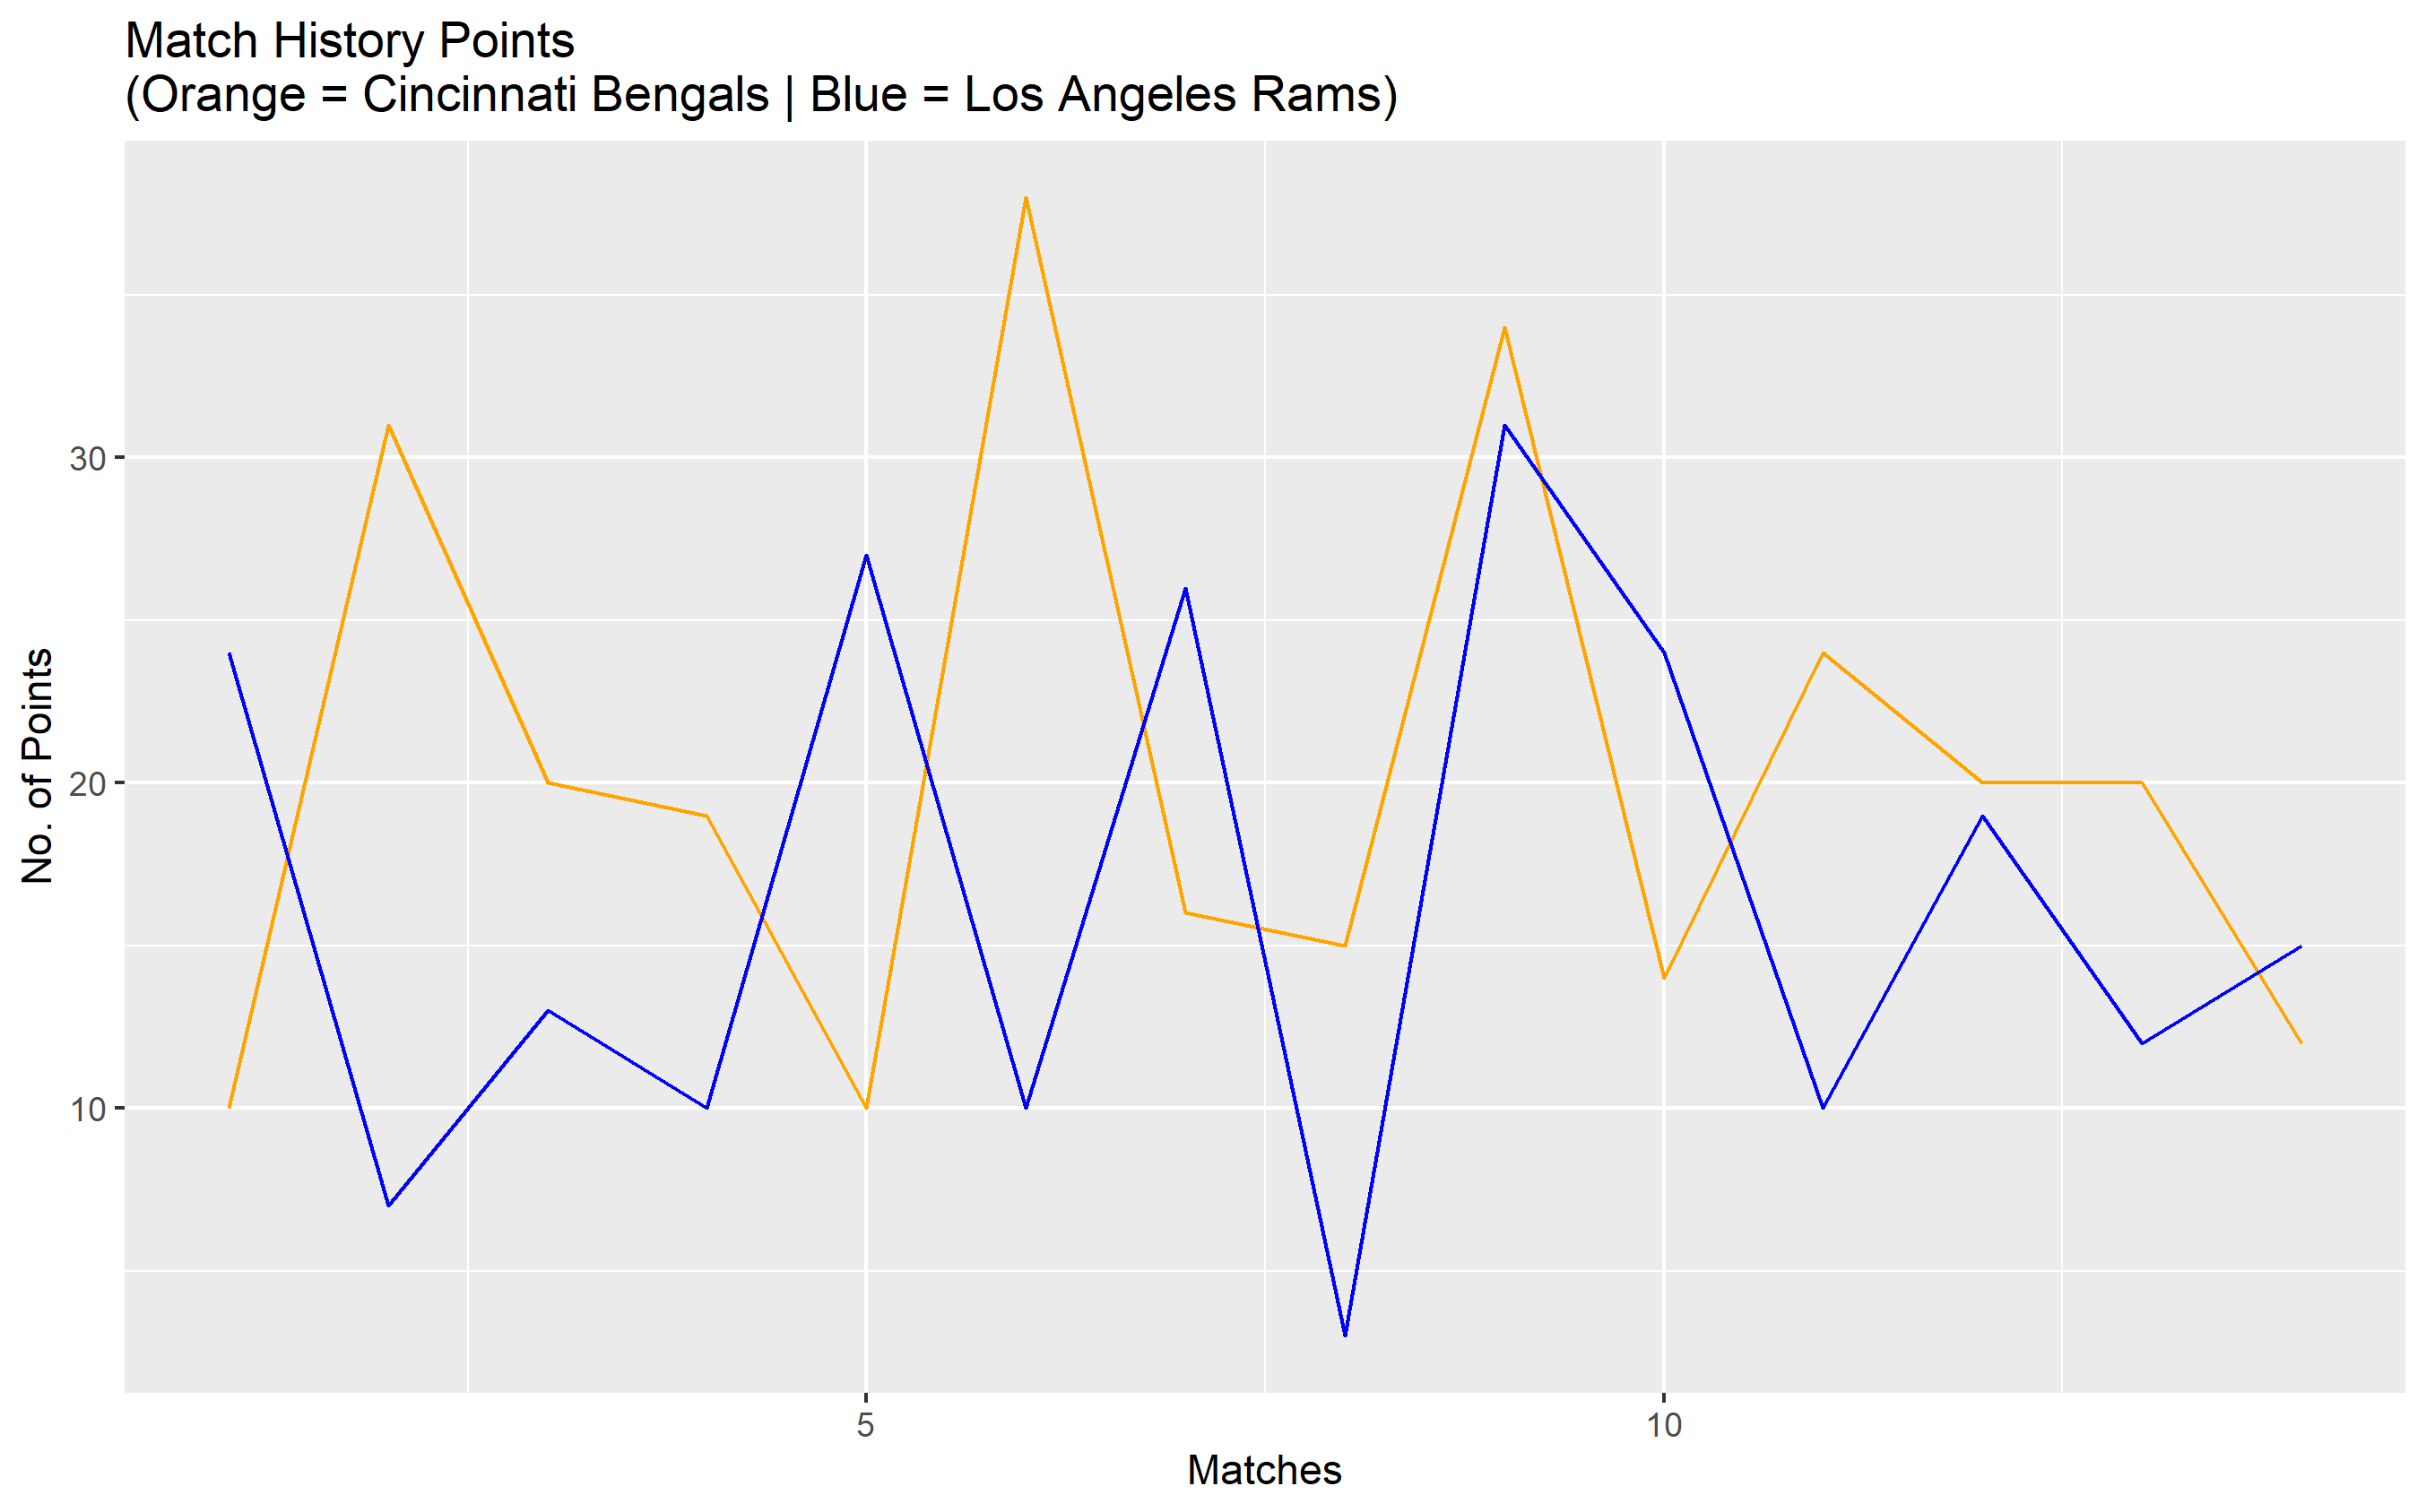 Match History Points
(Orange = Cincinnati Bengals | Blue = Los Angeles Rams)
No. of Points
30
20
10
5
10
Matches